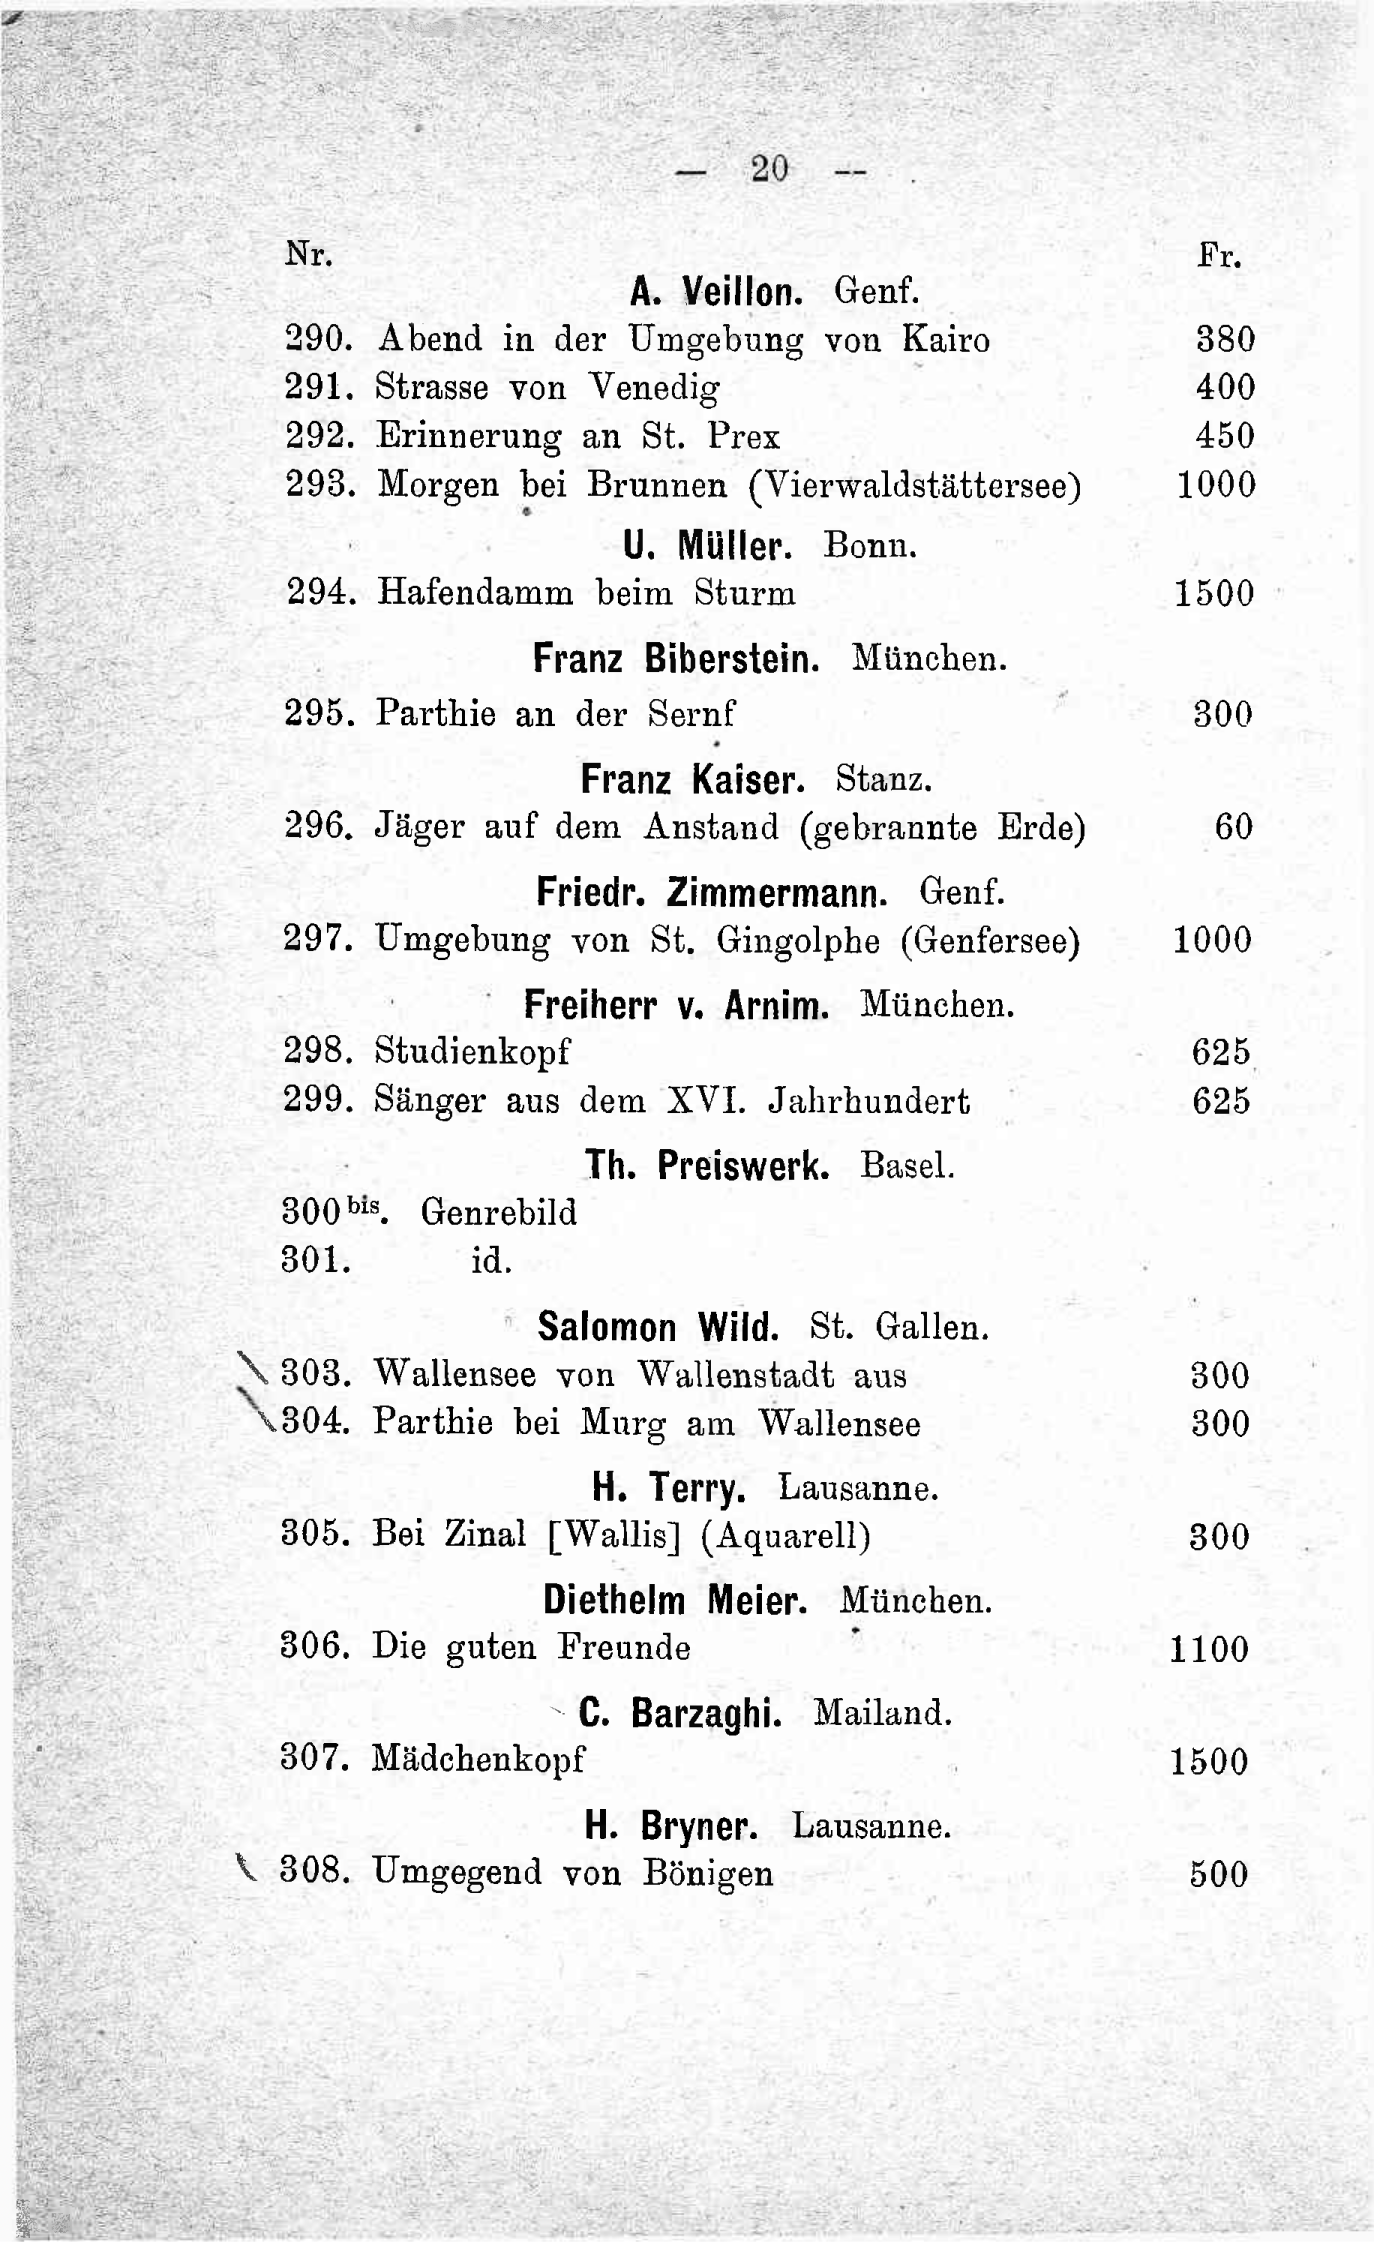 — 20 —
Nr. Fr.
A. Veillon. Genf.
290. Abend in der Umgebung von Kairo 380
291. Strasse von Venedig 400
292. Erinnerung an St. Prex 450
293. Morgen bei Brunnen (Vierwaldstättersee) 1000
U. Müller. Bonn.
294. Hafendamm beim Sturm 1500
Franz Biberstein. München.
295. Parthie an der Sernf 300
Franz Kaiser. Stanz.
296. Jäger auf dem Anstand (gebrannte Erde) 60
Friedr. Zimmermann. Genf.
297. Umgebung von St. Gingolphe (Genfersee) 1000
Freiherr v. Arnim. München.
298. Studienkopf 625
299. Sänger aus dem XVI. Jahrhundert 625
Th. Preiswerk. Basel.
300bis. Genrebild
301. id.
Salomon Wild. St. Gallen.
303. Wallensee von Wallenstadt aus 300
304. Parthie bei Murg am Wallensee 300
H. Terry. Lausanne.
305. Bei Zinal [Wallis] (Aquarell) 300
Diethelm Meier. München.
306. Die guten Freunde 1100
C. Barzaghi. Mailand.
307. Mädchenkopf 1500
H. Bryner. Lausanne.
308. Umgegend von Bönigen 500